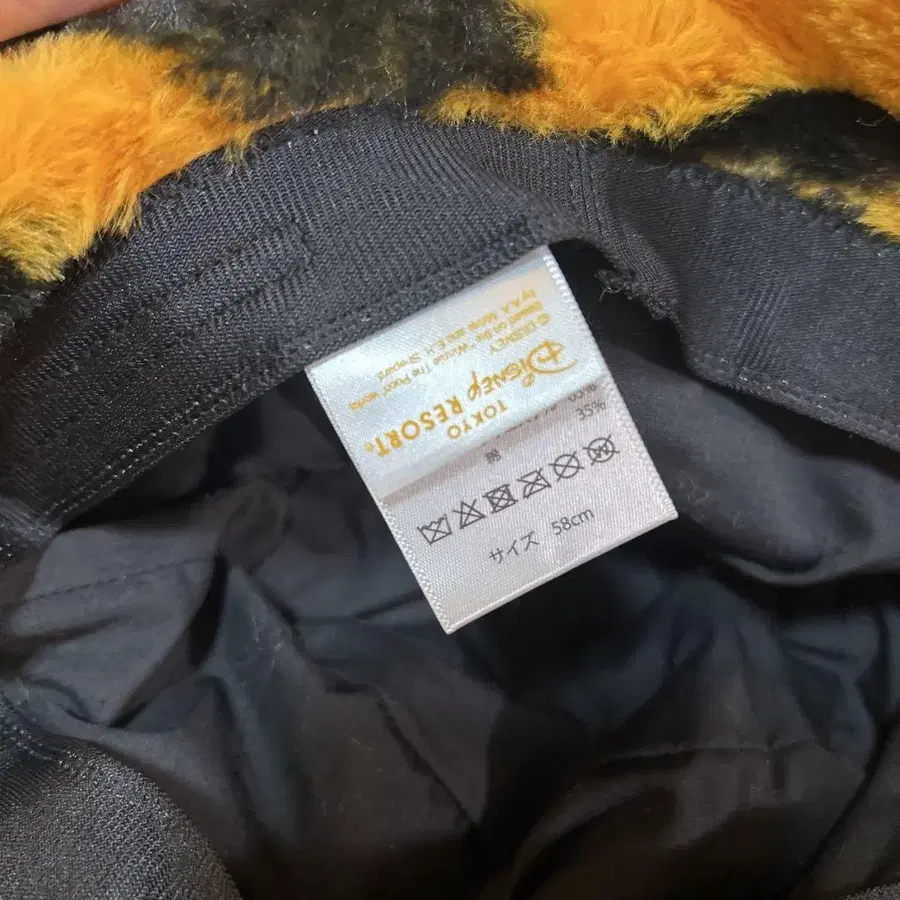 © DISNEY
Based on the "Winnie The Pooh" works
by A.A. Milne and E.H. Shepard.
TOKYO
DISNEY RESORT®
35%
綿
サイズ 58cm